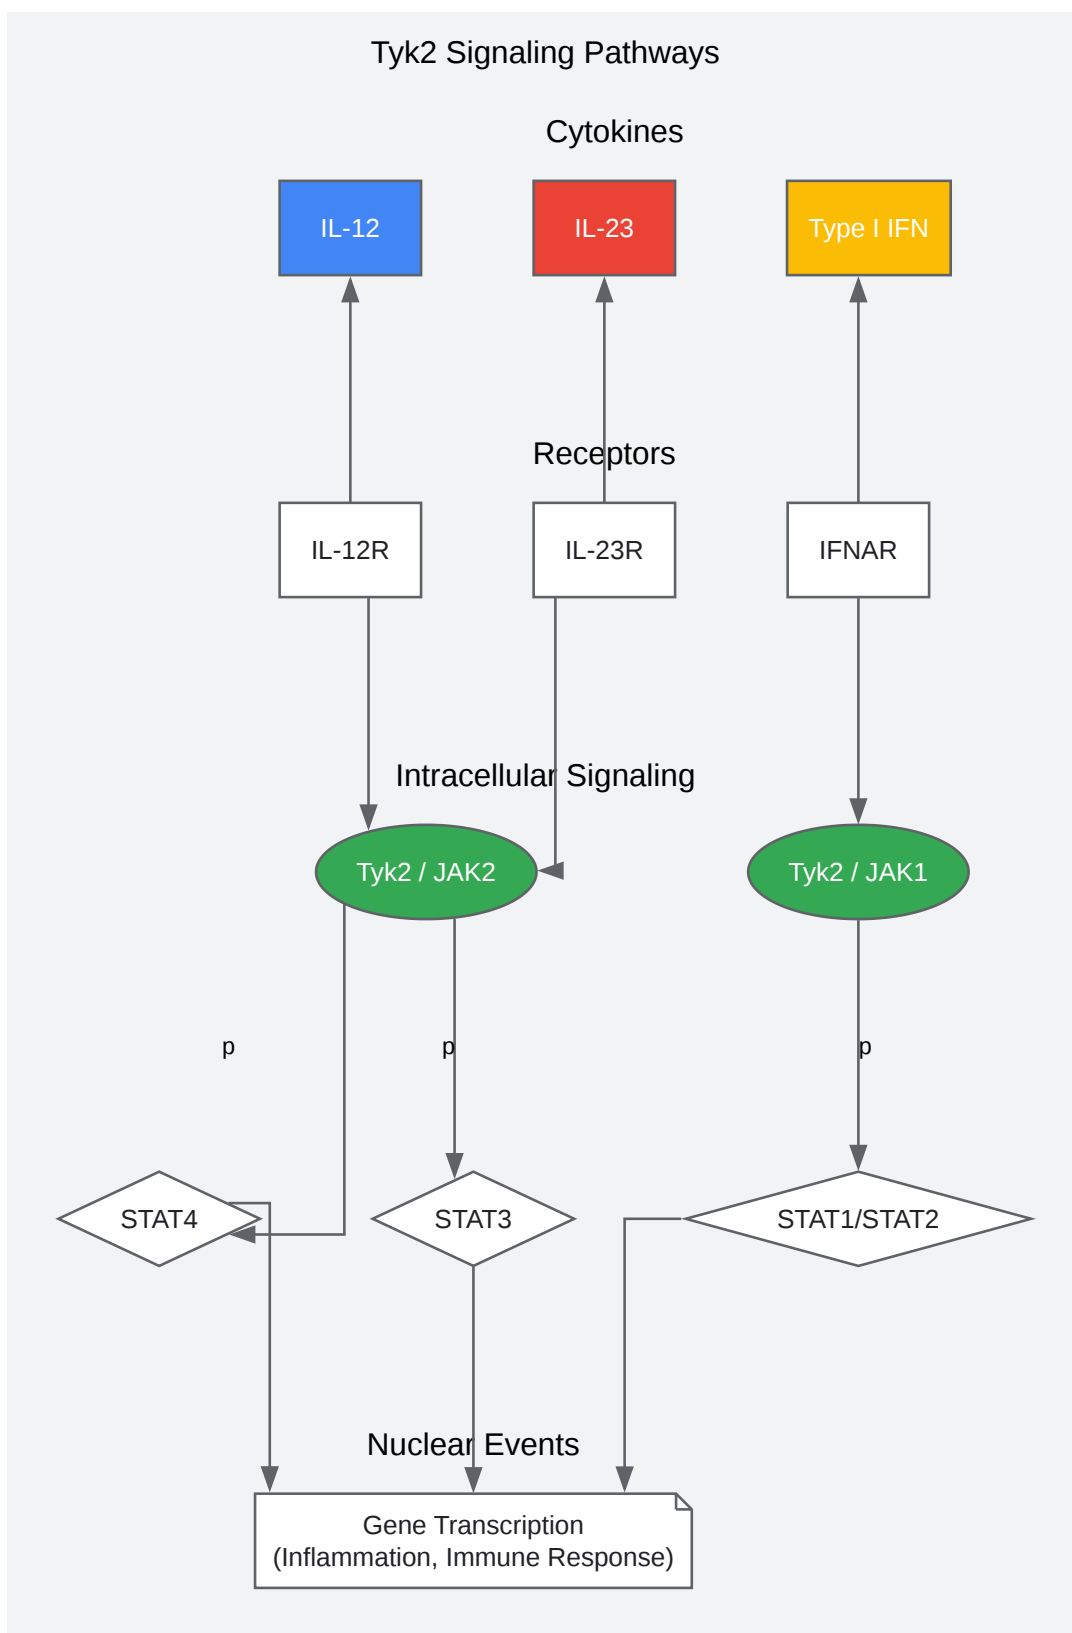 Tyk2 Signaling Pathways
Cytokines
IL-12
IL-23
Type I IFN
Receptors
IL-12R
IL-23R
IFNAR
Intracellular Signaling
Tyk2 / JAK2
Tyk2 / JAK1
p
p
p
STAT4
STAT3
STAT1/STAT2
Nuclear Events
Gene Transcription
(Inflammation, Immune Response)